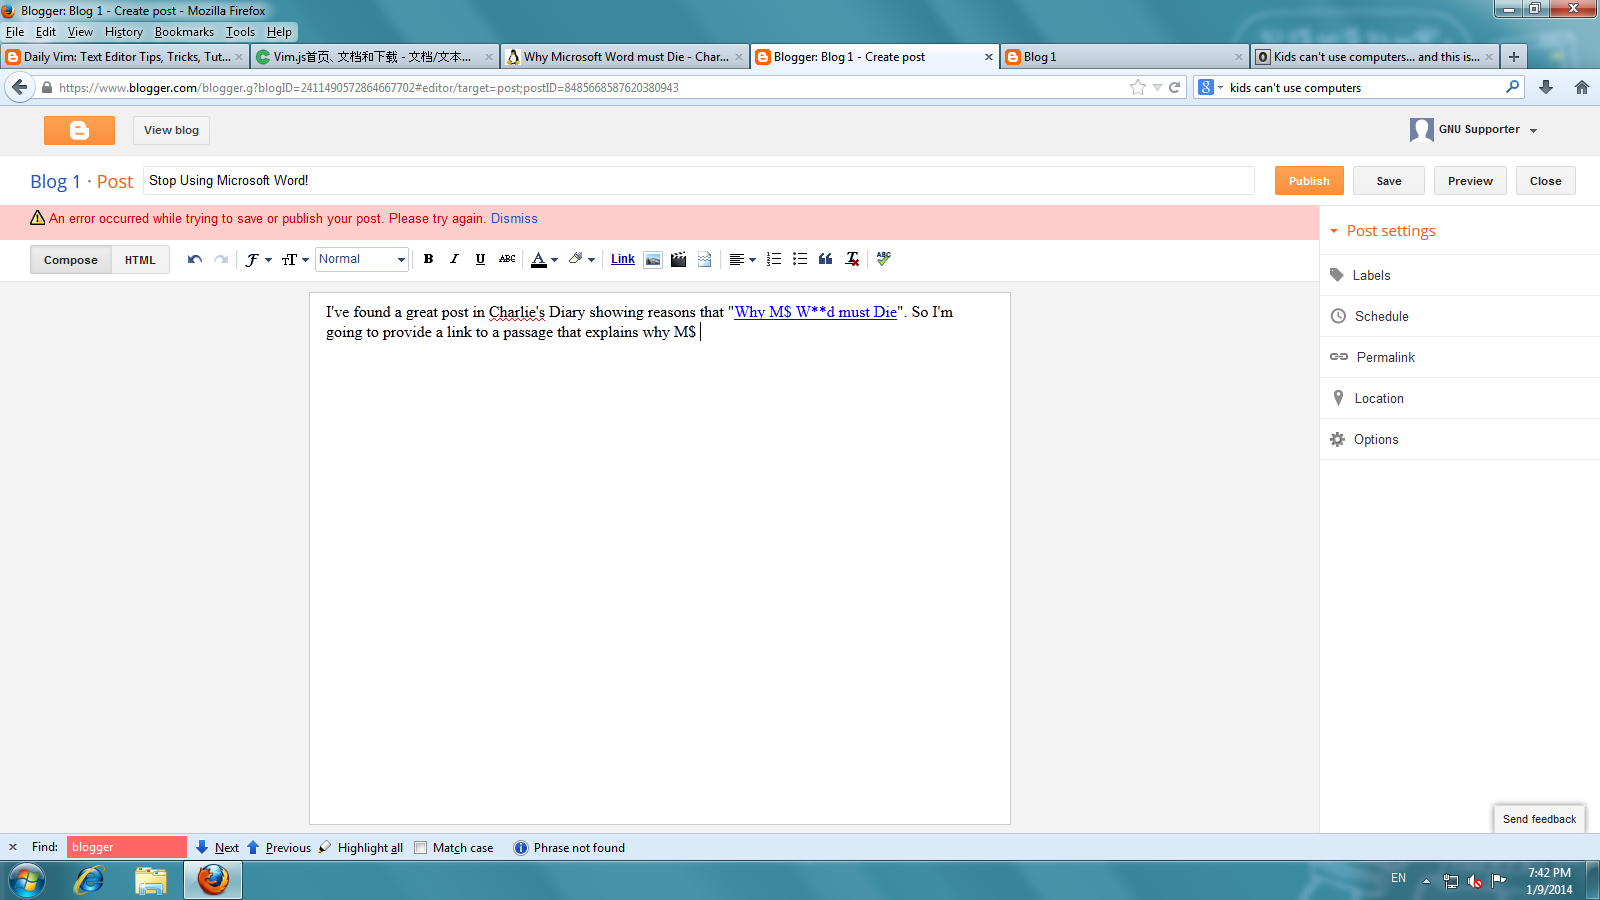 Blogger: Blog 1 - Create post - Mozilla Firefox
File Edit View History Bookmarks Tools Help
Daily Vim: Text Editor Tips, Tricks, Tut...
Vim.js首页、文档和下载 - 文档/文本...
Why Microsoft Word must Die - Char...
Blogger: Blog 1 - Create post
Blog 1
Kids can't use computers... and this is...
https://www.blogger.com/blogger.g?blogID=2411490572864667702#editor/target=post;postID=8485668587620380943
kids can't use computers
View blog
GNU Supporter
Blog 1 · Post
Stop Using Microsoft Word!
Publish
Save
Preview
Close
An error occurred while trying to save or publish your post. Please try again. Dismiss
Post settings
Compose
HTML
Normal
B I U ABC
A
Link
ABC
Labels
Schedule
Permalink
Location
Options
I've found a great post in Charlie's Diary showing reasons that "Why M$ W**d must Die". So I'm
going to provide a link to a passage that explains why M$
Send feedback
Find: blogger Next Previous Highlight all Match case Phrase not found
EN
7:42 PM
1/9/2014